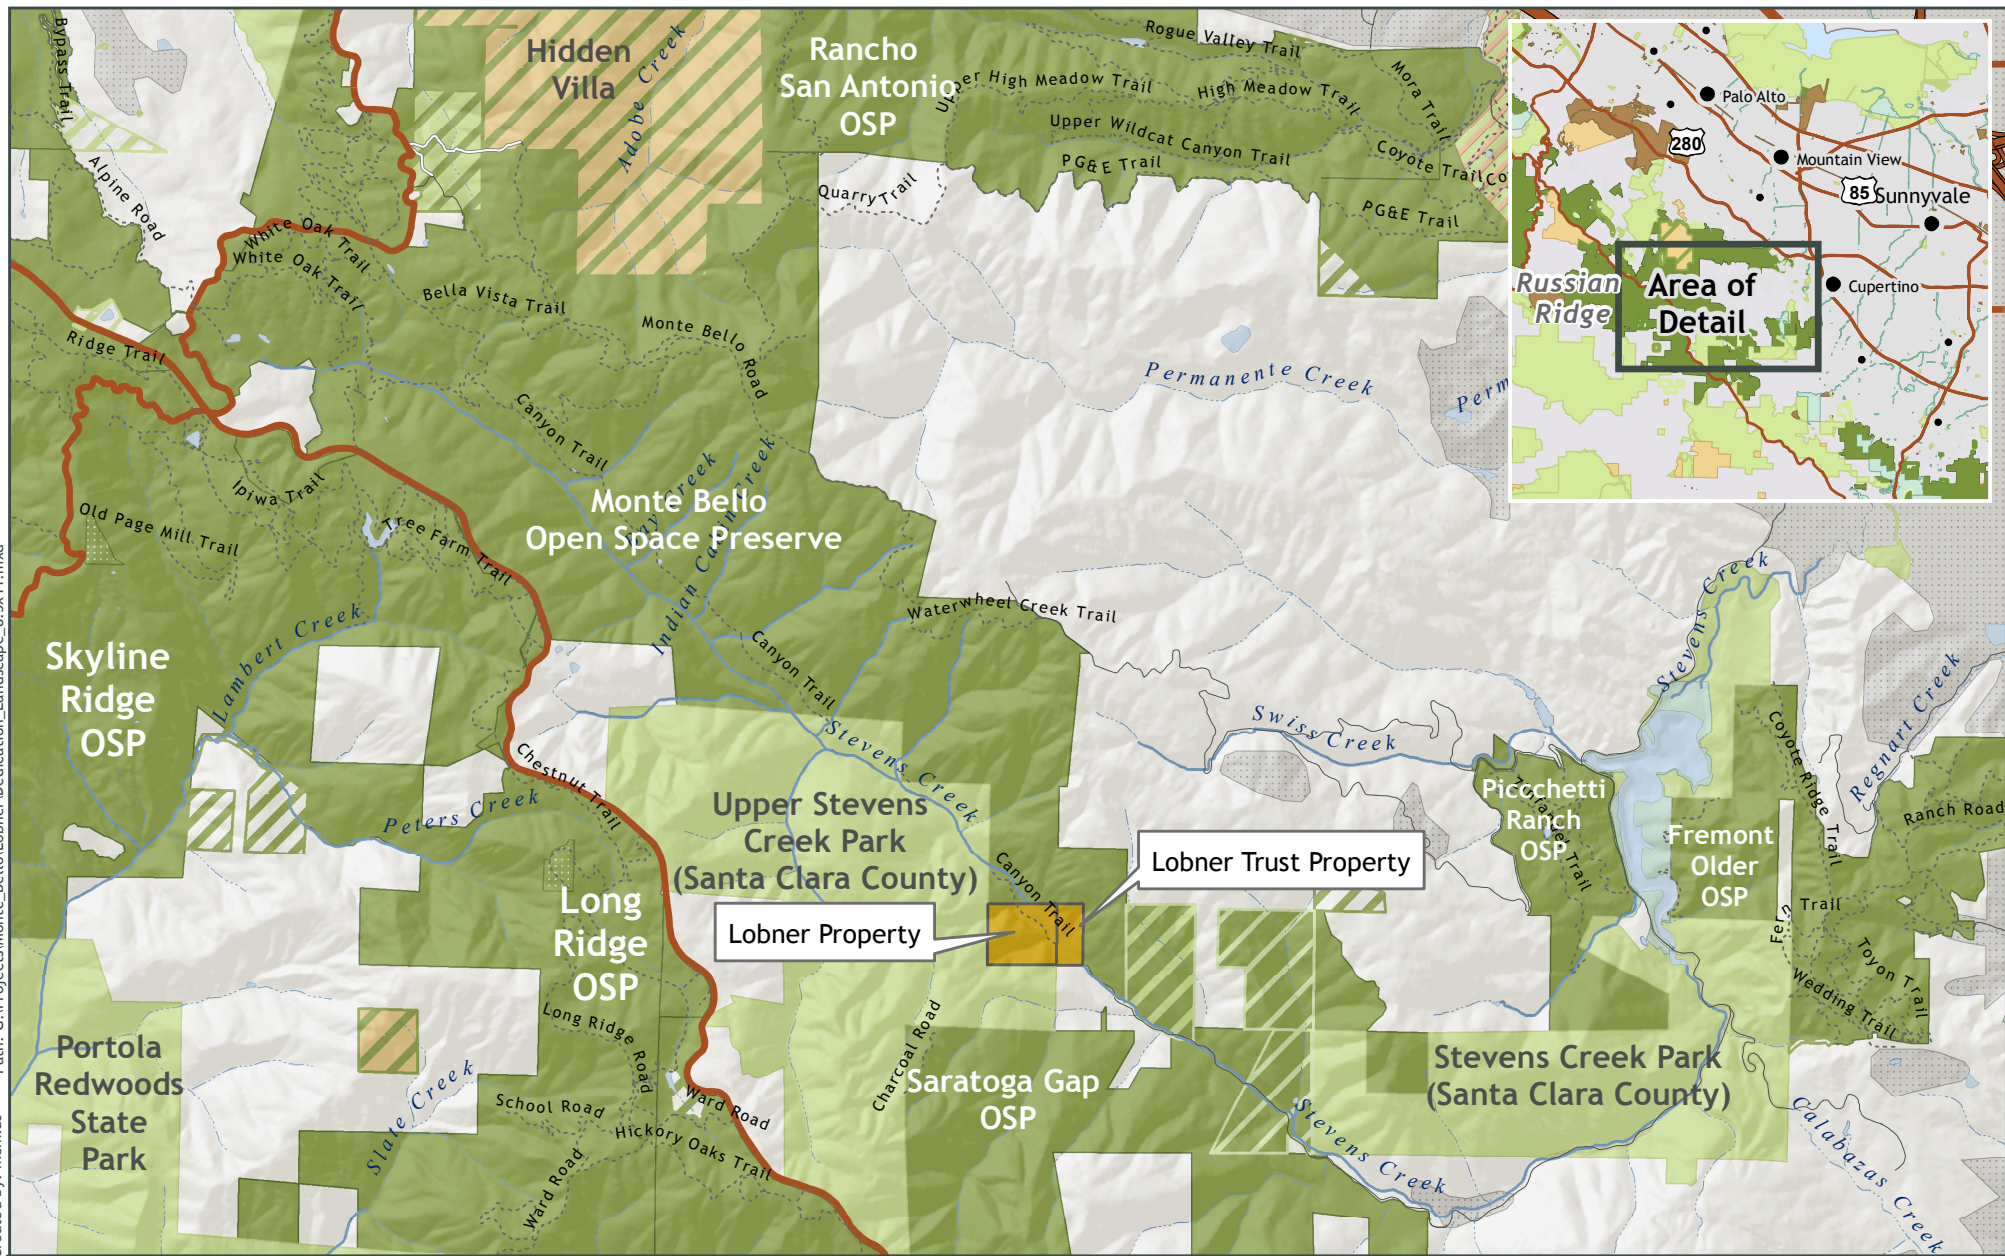 Hidden
Villa
Adobe Creek
Rancho
San Antonio
OSP
Rogue Valley Trail
Upper High Meadow Trail
High Meadow Trail
Mora Trail
Upper Wildcat Canyon Trail
PG&E Trail
Coyote Trail
Co
PG&E Trail
Quarry Trail
Bypass Trail
Alpine Road
White Oak Trail
White Oak Trail
Bella Vista Trail
Monte Bello Road
Ridge Trail
Canyon Trail
Permanente Creek
Perm
Palo Alto
280
Mountain View
85
Sunnyvale
Russian
Ridge
Area of
Detail
Cupertino
Ipiwa Trail
Old Page Mill Trail
Tree Farm Trail
Monte Bello
Open Space Preserve
Indian Cabin Creek
Waterwheel Creek Trail
Canyon Trail
Lambert Creek
Skyline
Ridge
OSP
Stevens Creek
Swiss Creek
Stevens Creek
Regnart Creek
Coyote Ridge Trail
Ranch Road
Chestnut Trail
Peters Creek
Upper Stevens
Creek Park
(Santa Clara County)
Canyon Trail
Picchetti
Ranch
OSP
Fremont
Older
OSP
Lobner Trust Property
Lobner Property
Long
Ridge
OSP
Fern Trail
Toyon Trail
Wedding Trail
Long Ridge Road
Charcoal Road
Portola
Redwoods
State
Park
Slate Creek
School Road
Ward Road
Hickory Oaks Trail
Ward Road
Saratoga Gap
OSP
Stevens Creek Park
(Santa Clara County)
Stevens Creek
Calabazas Creek